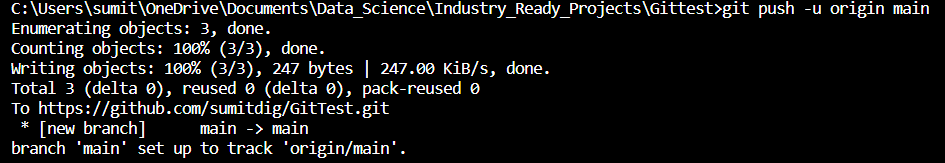 C:\Users\sumit\OneDrive\Documents\Data_Science\Industry_Ready_Projects\Gittest>git push -u origin main
Enumerating objects: 3, done.
Counting objects: 100% (3/3), done.
Writing objects: 100% (3/3), 247 bytes | 247.00 KiB/s, done.
Total 3 (delta 0), reused 0 (delta 0), pack-reused 0
To https://github.com/sumitdig/GitTest.git
 * [new branch]      main -> main
branch 'main' set up to track 'origin/main'.